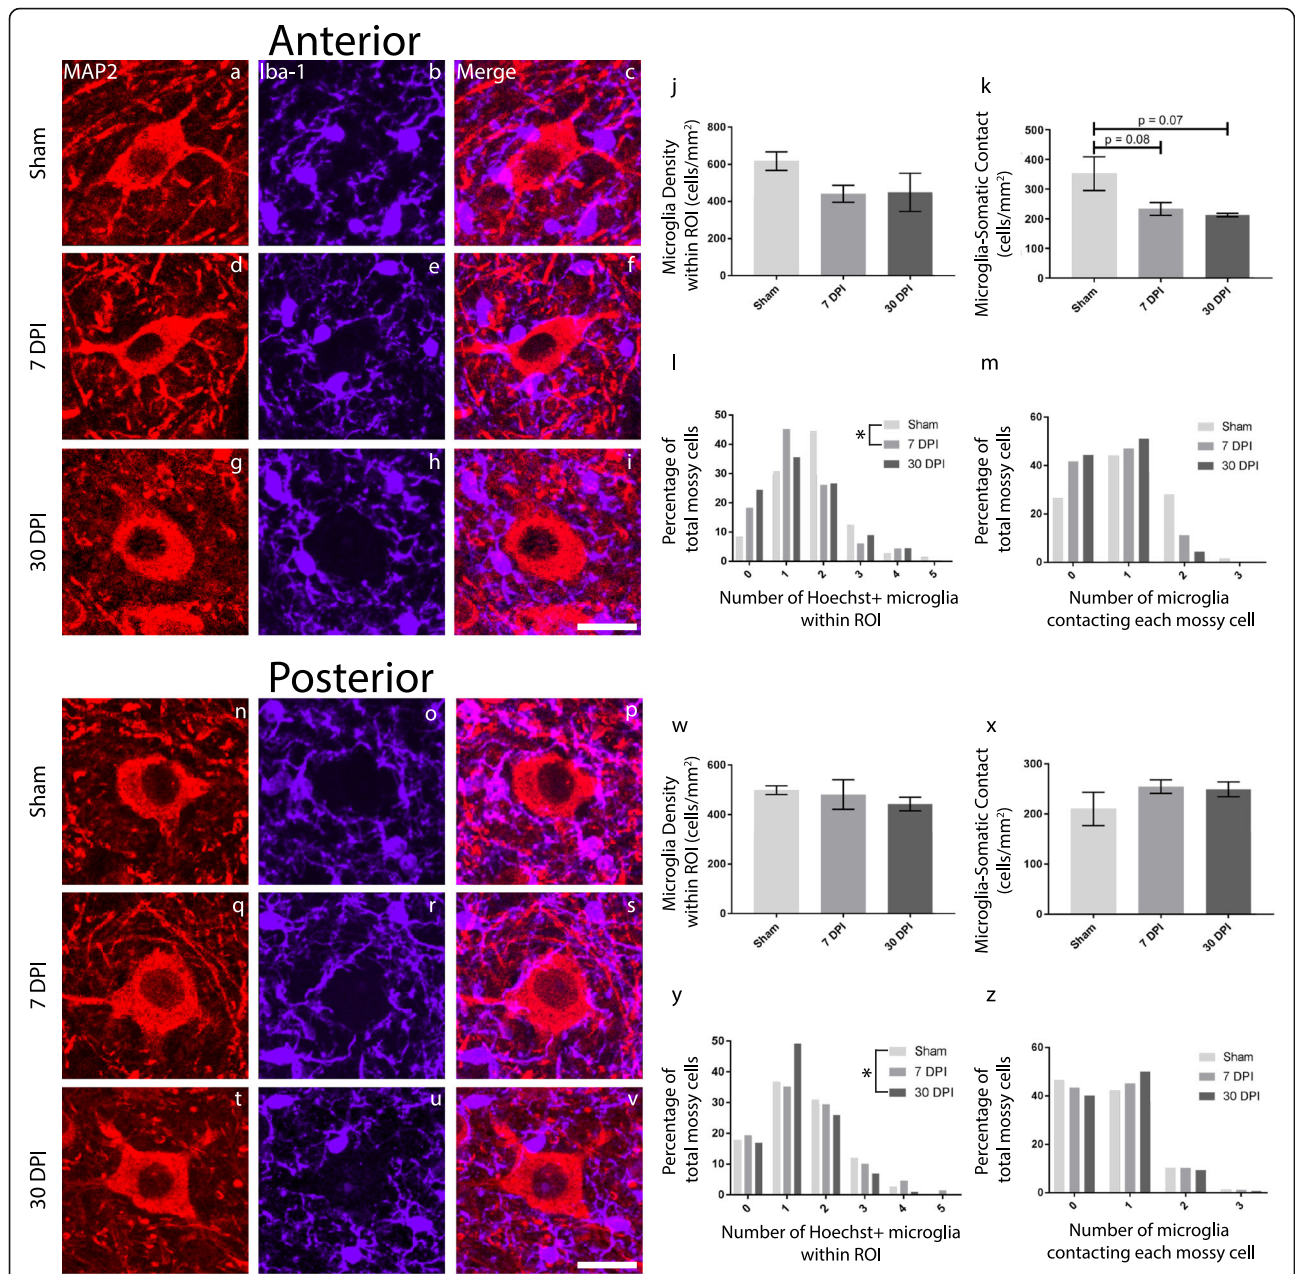 Anterior
MAP2 a Iba-1 b Merge c
Sham
d e f
7 DPI
g h i
30 DPI
j
Microglia Density
within ROI (cells/mm²)
800
600
400
200
0
Sham 7 DPI 30 DPI
k
Microglia-Somatic Contact
(cells/mm²)
p = 0.07
p = 0.08
500
400
300
200
100
0
Sham 7 DPI 30 DPI
l
Percentage of
total mossy cells
50
40
30
20
10
0
*
Sham
7 DPI
30 DPI
0 1 2 3 4 5
Number of Hoechst+ microglia
within ROI
m
Percentage of
total mossy cells
60
40
20
0
Sham
7 DPI
30 DPI
0 1 2 3
Number of microglia
contacting each mossy cell
Posterior
n o p
Sham
q r s
7 DPI
t u v
30 DPI
w
Microglia Density
within ROI (cells/mm²)
600
400
200
0
Sham 7 DPI 30 DPI
x
Microglia-Somatic Contact
(cells/mm²)
300
200
100
0
Sham 7 DPI 30 DPI
y
Percentage of
total mossy cells
50
40
30
20
10
0
*
Sham
7 DPI
30 DPI
0 1 2 3 4 5
Number of Hoechst+ microglia
within ROI
z
Percentage of
total mossy cells
60
40
20
0
Sham
7 DPI
30 DPI
0 1 2 3
Number of microglia
contacting each mossy cell